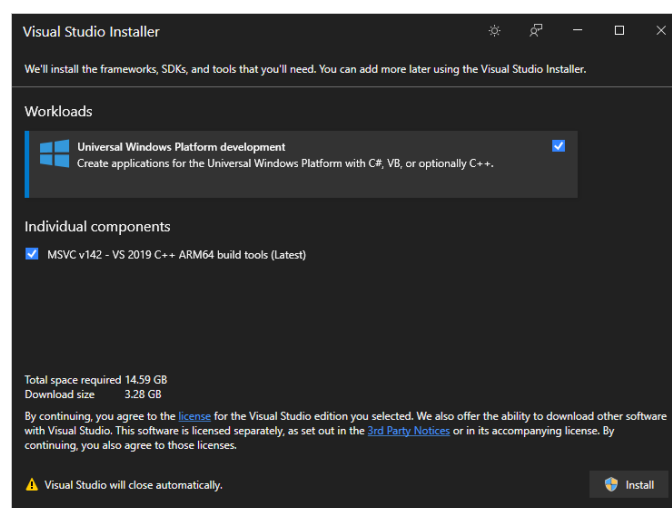 Visual Studio Installer
We'll install the frameworks, SDKs, and tools that you'll need. You can add more later using the Visual Studio Installer.
Workloads
Universal Windows Platform development
Create applications for the Universal Windows Platform with C#, VB, or optionally C++.
Individual components
MSVC v142 - VS 2019 C++ ARM64 build tools (Latest)
Total space required 14.59 GB
Download size 3.28 GB
By continuing, you agree to the license for the Visual Studio edition you selected. We also offer the ability to download other software
with Visual Studio. This software is licensed separately, as set out in the 3rd Party Notices or in its accompanying license. By
continuing, you also agree to those licenses.
Visual Studio will close automatically.
Install